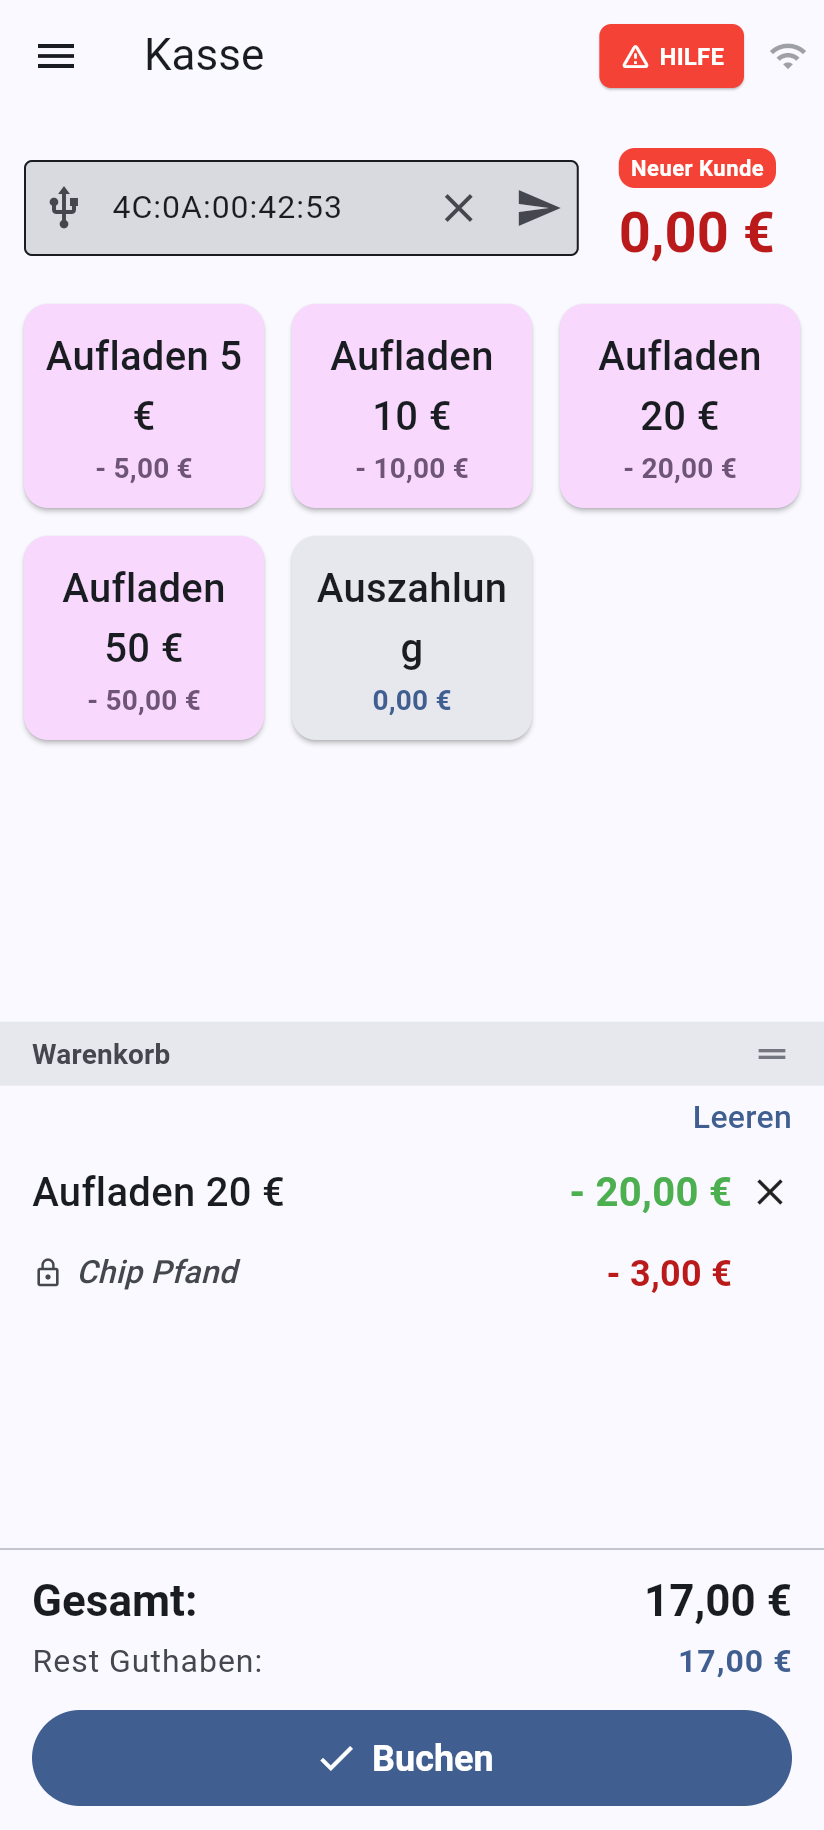 Kasse
HILFE
4C:0A:00:42:53
Neuer Kunde
0,00 €
Aufladen 5
€
- 5,00 €
Aufladen
10 €
- 10,00 €
Aufladen
20 €
- 20,00 €
Aufladen
50 €
- 50,00 €
Auszahlun
g
0,00 €
Warenkorb
Leeren
Aufladen 20 € - 20,00 €
Chip Pfand - 3,00 €
Gesamt: 17,00 €
Rest Guthaben: 17,00 €
Buchen